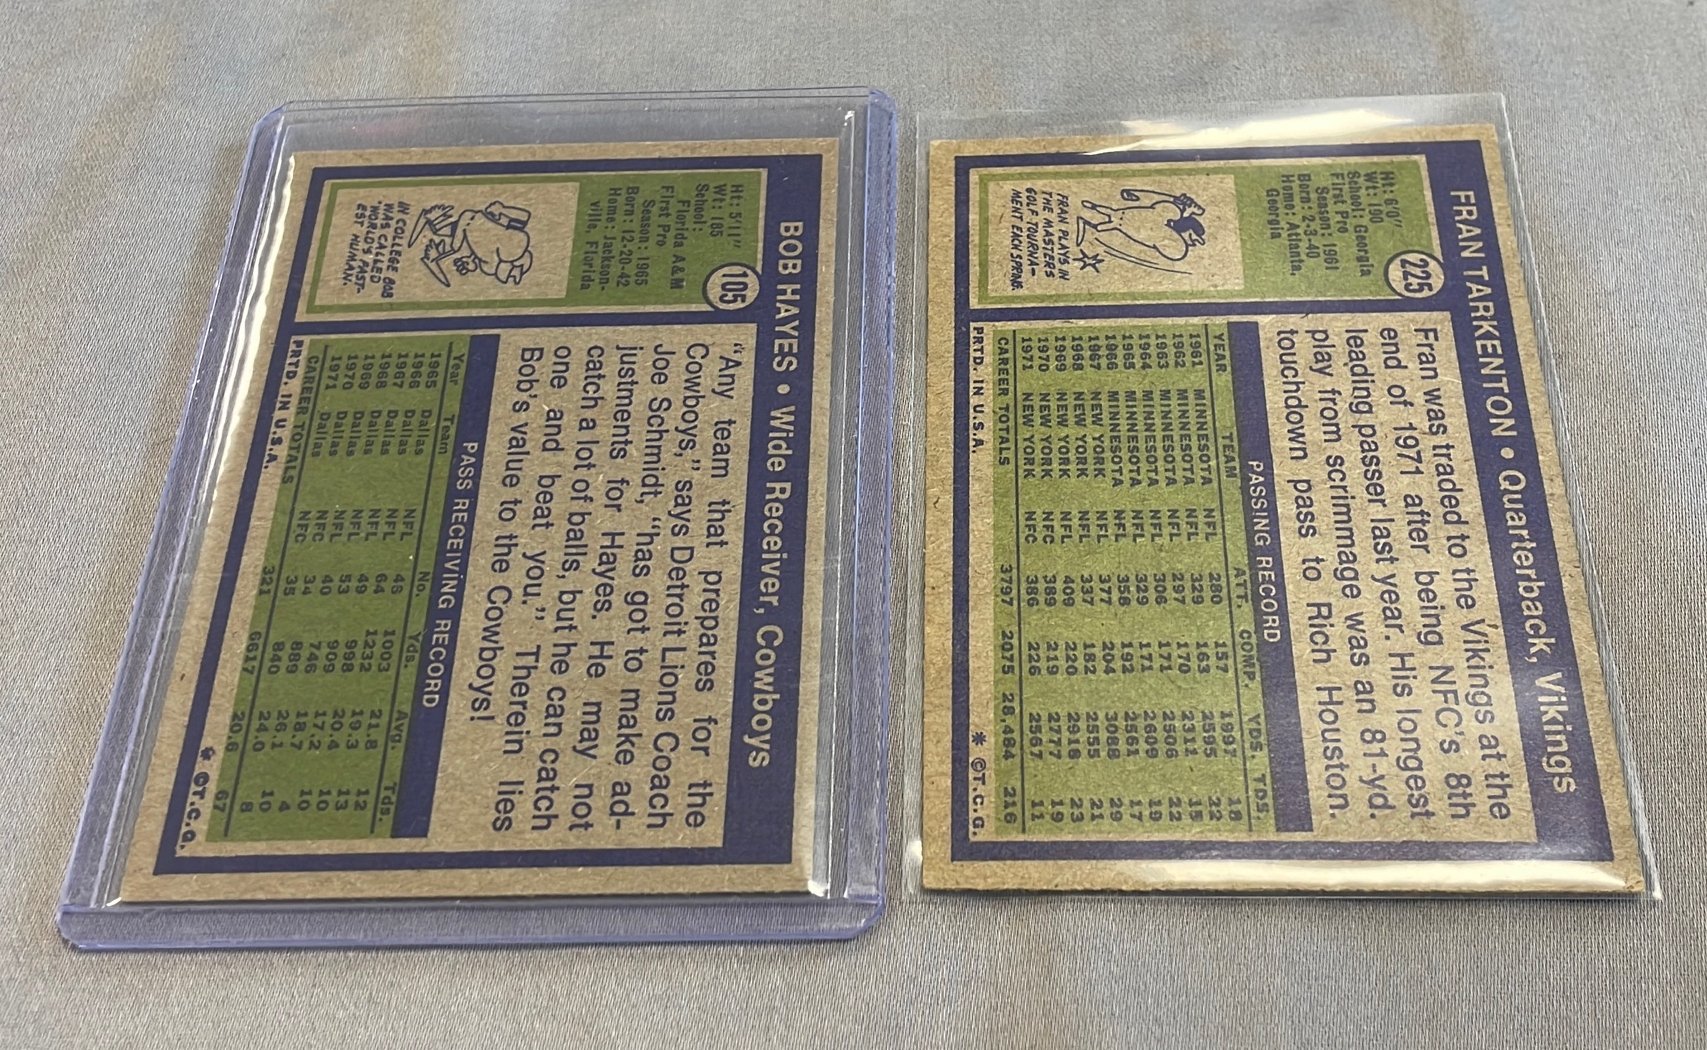 BOB HAYES • Wide Receiver, Cowboys
105
Ht: 5'11"
Wt: 185
School:
Florida A & M
First Pro
Season: 1965
Born: 12-20-42
Home: Jackson-
ville, Florida
IN COLLEGE BOB
WAS CALLED
"WORLD'S FAST-
EST HUMAN."
"Any team that prepares for the
Cowboys," says Detroit Lions Coach
Joe Schmidt, "has got to make ad-
justments for Hayes. He may not
catch a lot of balls, but he can catch
one and beat you." Therein lies
Bob's value to the Cowboys!
PASS RECEIVING RECORD
Year Team No. Yds. Avg. Tds.
1965 Dallas NFL 46 1003 21.8 12
1966 Dallas NFL 64 1232 19.3 13
1967 Dallas NFL 49 998 20.4 10
1968 Dallas NFL 53 909 17.2 10
1969 Dallas NFL 40 746 18.7 4
1970 Dallas NFC 34 889 26.1 10
1971 Dallas NFC 35 840 24.0 8
CAREER TOTALS 321 6617 20.6 67
PRTD. IN U.S.A. * ©T.C.G.
FRAN TARKENTON • Quarterback, Vikings
225
Ht: 6'0"
Wt: 190
School: Georgia
First Pro
Season: 1961
Born: 2-3-40
Home: Atlanta,
Georgia
FRAN PLAYS IN
THE MASTERS
GOLF TOURNA-
MENT EACH SPRING.
Fran was traded to the Vikings at the
end of 1971 after being NFC's 8th
leading passer last year. His longest
play from scrimmage was an 81-yd.
touchdown pass to Rich Houston.
PASSING RECORD
YEAR TEAM ATT. COMP. YDS. TDS.
1961 MINNESOTA NFL 280 157 1997 18
1962 MINNESOTA NFL 329 163 2595 22
1963 MINNESOTA NFL 297 170 2311 15
1964 MINNESOTA NFL 306 171 2506 22
1965 MINNESOTA NFL 329 171 2609 19
1966 MINNESOTA NFL 358 192 2561 17
1967 NEW YORK NFL 377 204 3088 29
1968 NEW YORK NFL 337 182 2555 21
1969 NEW YORK NFL 409 220 2918 23
1970 NEW YORK NFC 389 219 2777 19
1971 NEW YORK NFC 386 226 2567 11
CAREER TOTALS 3797 2075 28,484 216
PRTD. IN U.S.A. * ©T.C.G.